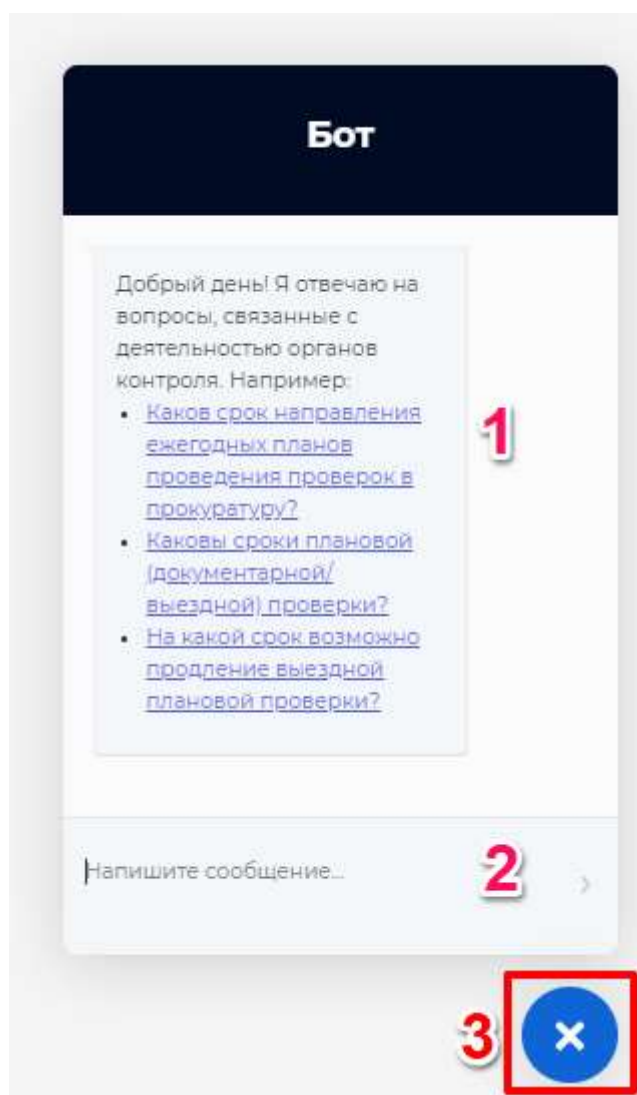 Бот
Добрый день! Я отвечаю на
вопросы, связанные с
деятельностью органов
контроля. Например:
• Каков срок направления
ежегодных планов
проведения проверок в
прокуратуру?
• Каковы сроки плановой
(документарной/
выездной) проверки?
• На какой срок возможно
продление выездной
плановой проверки?
1
Напишите сообщение...
2
3